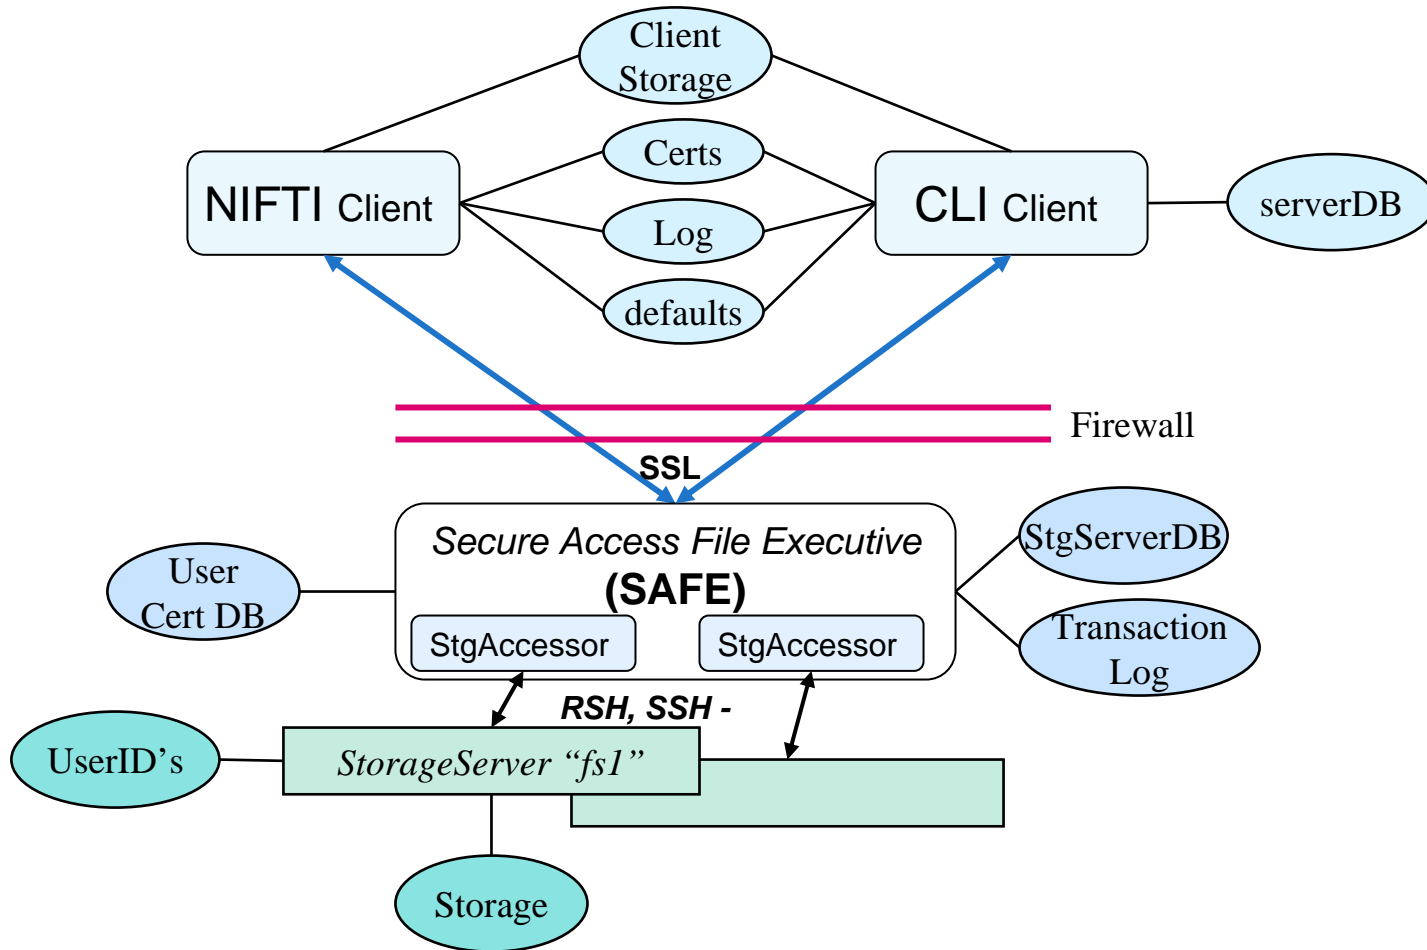 Client
Storage
Certs
NIFTI Client
CLI Client
serverDB
Log
defaults
Firewall
SSL
Secure Access File Executive
(SAFE)
StgServerDB
User
Cert DB
StgAccessor
StgAccessor
Transaction
Log
RSH, SSH -
UserID’s
StorageServer “fs1”
Storage